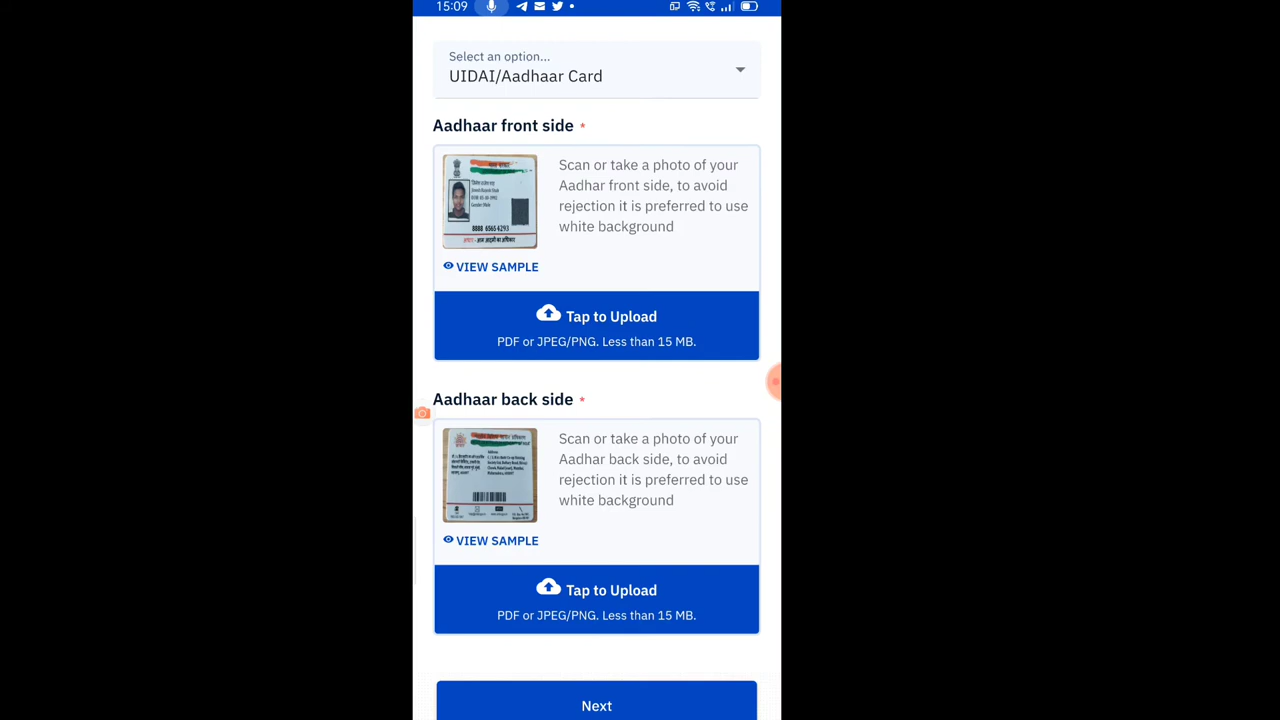 15:09
Select an option...
UIDAI/Aadhaar Card
Aadhaar front side *
Scan or take a photo of your
Aadhar front side, to avoid
rejection it is preferred to use
white background
8888 6565 4293
VIEW SAMPLE
Tap to Upload
PDF or JPEG/PNG. Less than 15 MB.
Aadhaar back side *
Scan or take a photo of your
Aadhar back side, to avoid
rejection it is preferred to use
white background
VIEW SAMPLE
Tap to Upload
PDF or JPEG/PNG. Less than 15 MB.
Next